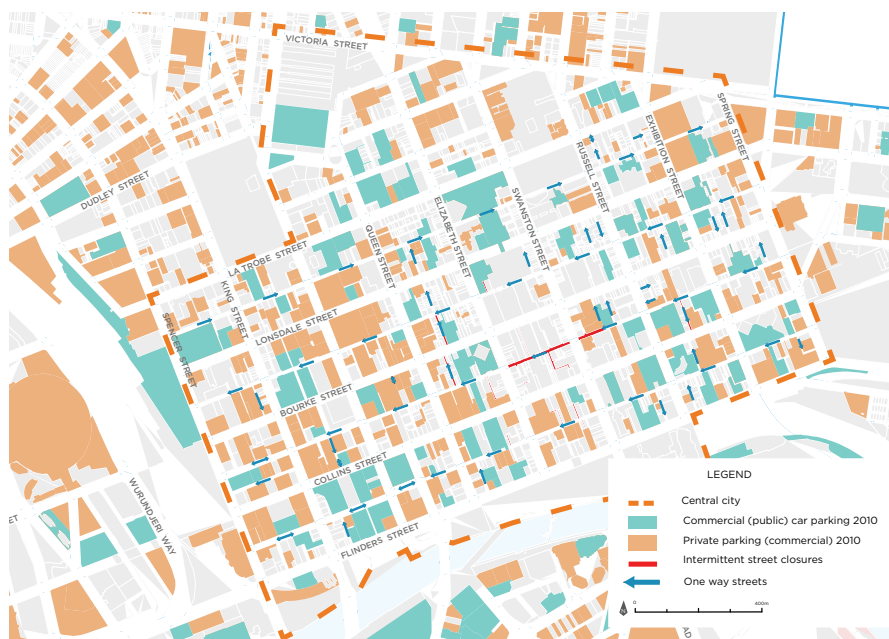 VICTORIA STREET
SPRING STREET
EXHIBITION STREET
RUSSELL STREET
DUDLEY STREET
SWANSTON STREET
ELIZABETH STREET
QUEEN STREET
LA TROBE STREET
KING STREET
LONSDALE STREET
SPENCER STREET
BOURKE STREET
COLLINS STREET
WURUNDJERI WAY
EET
FLINDERS STREET
LEGEND
Central city
Commercial (public) car parking 2010
Private parking (commercial) 2010
Intermittent street closures
One way streets
0
400m
AD